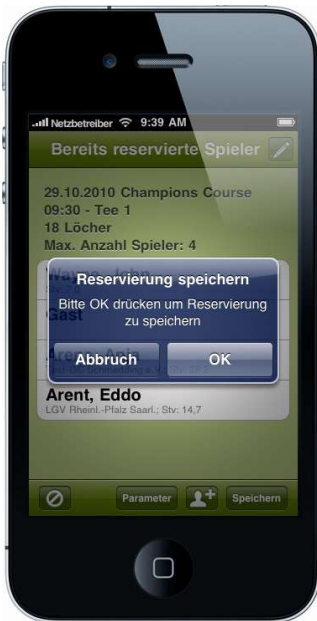 Netzbetreiber 9:39 AM
Bereits reservierte Spieler
29.10.2010 Champions Course
09:30 - Tee 1
18 Löcher
Max. Anzahl Spieler: 4
Reservierung speichern
Bitte OK drücken um Reservierung
zu speichern
Gast
Abbruch OK
Arent, Eddo
LGV Rheinl.-Pfalz Saarl.; Stv: 14,7
Parameter Speichern